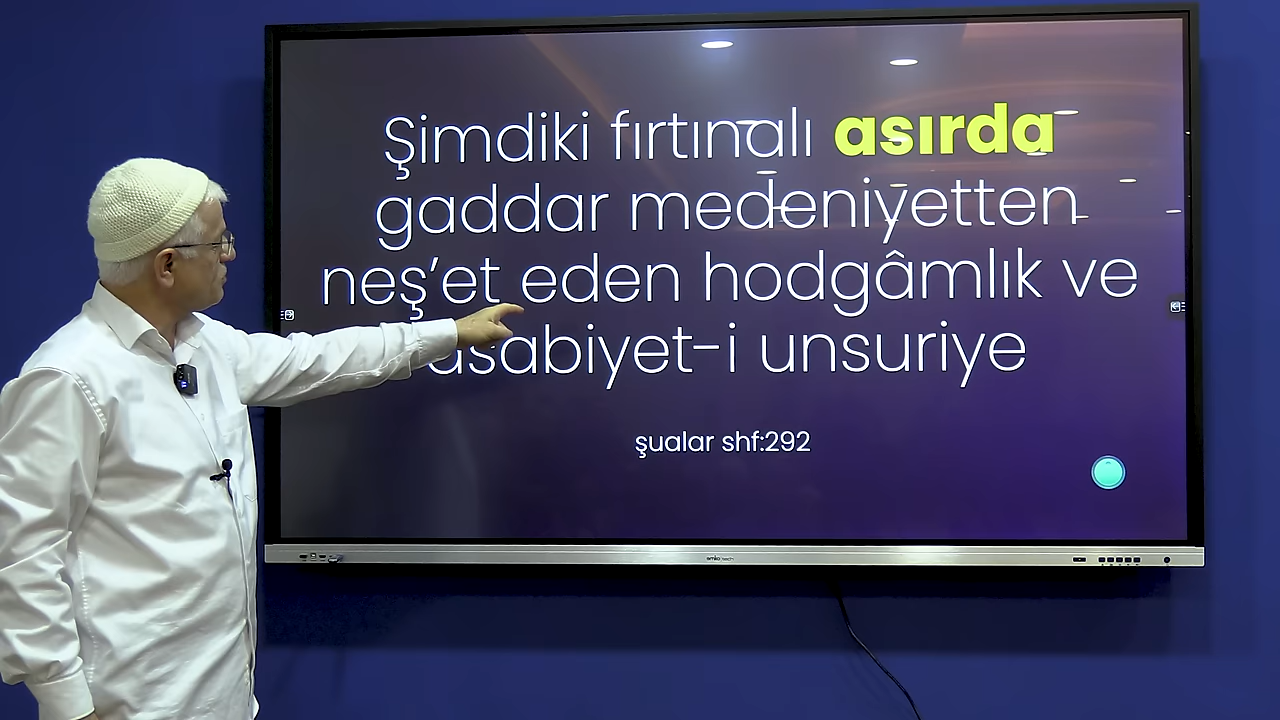 Şimdiki fırtınalı asırda
gaddar medeniyetten
neş'et eden hodgâmlık ve
asabiyet-i unsuriye
şualar shf:292